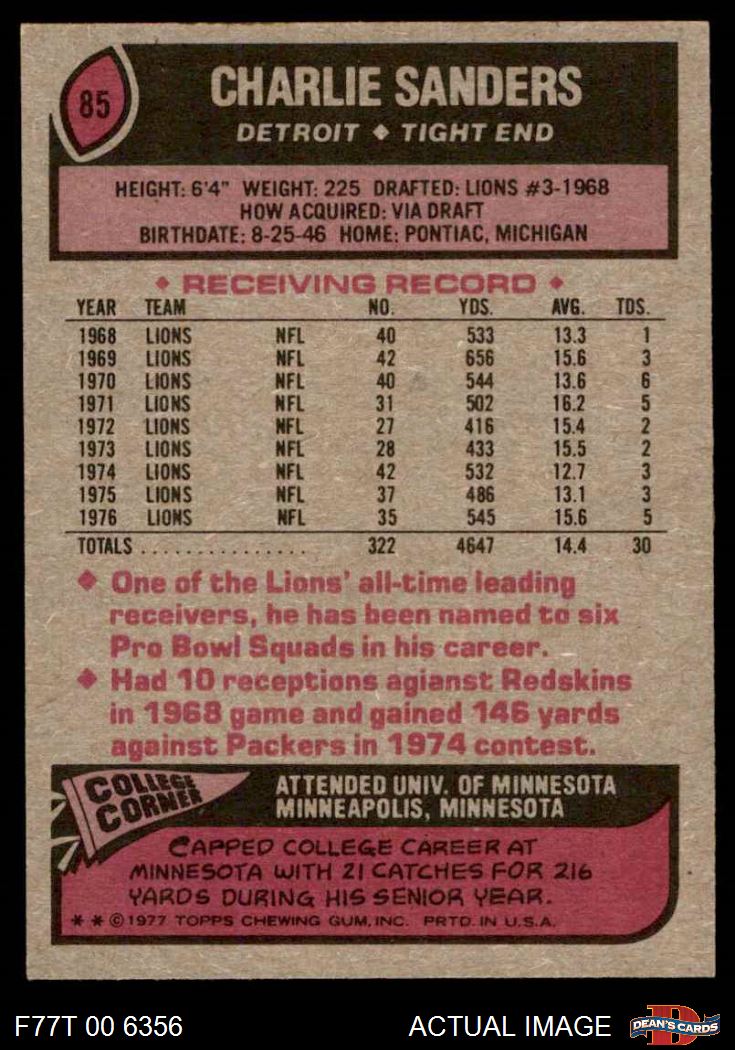 85
CHARLIE SANDERS
DETROIT ◆ TIGHT END
HEIGHT: 6'4" WEIGHT: 225 DRAFTED: LIONS #3-1968
HOW ACQUIRED: VIA DRAFT
BIRTHDATE: 8-25-46 HOME: PONTIAC, MICHIGAN
◆ RECEIVING RECORD ◆
YEAR TEAM NO. YDS. AVG. TDS.
1968 LIONS NFL 40 533 13.3 1
1969 LIONS NFL 42 656 15.6 3
1970 LIONS NFL 40 544 13.6 6
1971 LIONS NFL 31 502 16.2 5
1972 LIONS NFL 27 416 15.4 2
1973 LIONS NFL 28 433 15.5 2
1974 LIONS NFL 42 532 12.7 3
1975 LIONS NFL 37 486 13.1 3
1976 LIONS NFL 35 545 15.6 5
TOTALS . . . . . . . . . . . . . . . 322 4647 14.4 30
◆ One of the Lions' all-time leading
receivers, he has been named to six
Pro Bowl Squads in his career.
◆ Had 10 receptions agianst Redskins
in 1968 game and gained 146 yards
against Packers in 1974 contest.
COLLEGE
CORNER
ATTENDED UNIV. OF MINNESOTA
MINNEAPOLIS, MINNESOTA
CAPPED COLLEGE CAREER AT
MINNESOTA WITH 21 CATCHES FOR 216
YARDS DURING HIS SENIOR YEAR.
* * © 1977 TOPPS CHEWING GUM, INC. PRTD. IN U.S.A.
F77T 00 6356 ACTUAL IMAGE
D
DEAN'S CARDS